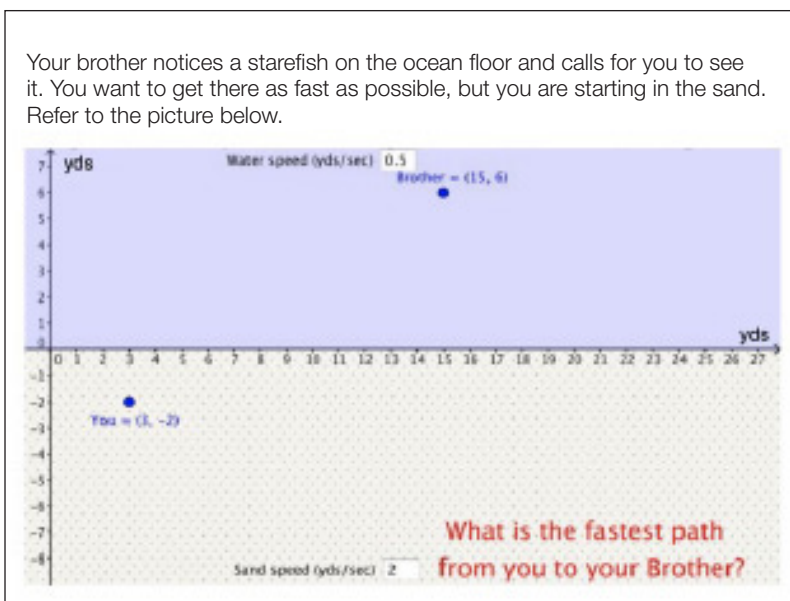 Your brother notices a starefish on the ocean floor and calls for you to see
it. You want to get there as fast as possible, but you are starting in the sand.
Refer to the picture below.
yds
Water speed (yds/sec) 0.5
Brother = (15, 6)
7
6
5
4
3
2
1
0
yds
0 1 2 3 4 5 6 7 8 9 10 11 12 13 14 15 16 17 18 19 20 21 22 23 24 25 26 27
-1
-2
You = (3, -2)
-3
-4
-5
-6
-7
-8
What is the fastest path
from you to your Brother?
Sand speed (yds/sec) 2